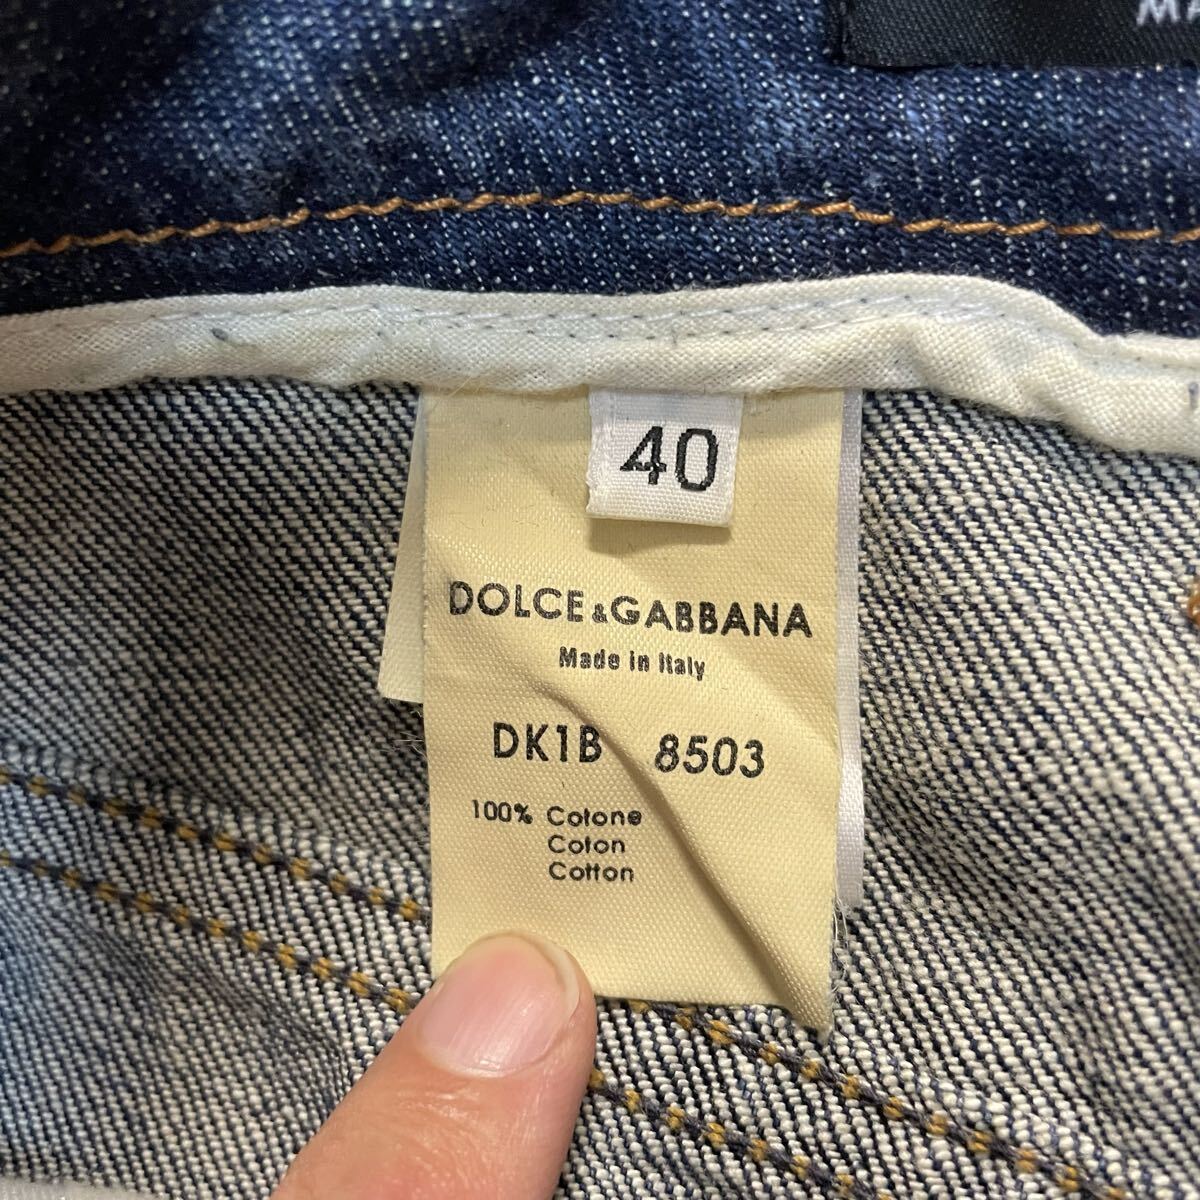 40
DOLCE&GABBANA
Made in Italy
DK1B 8503
100% Cotone
Coton
Cotton